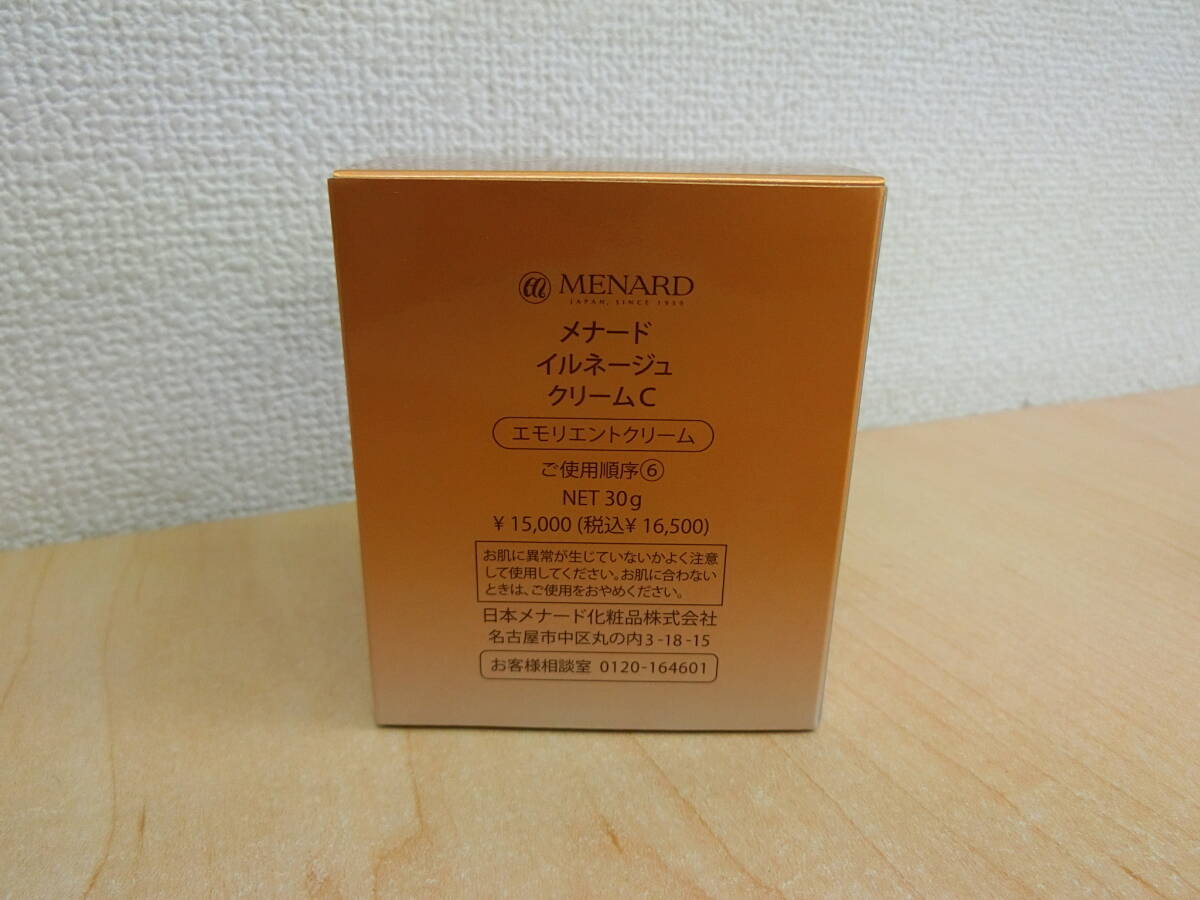 MENARD
JAPAN, SINCE 1959
メナード
イルネージュ
クリームC
エモリエントクリーム
ご使用順序⑥
NET 30g
¥15,000 (税込¥16,500)
お肌に異常が生じていないかよく注意
して使用してください。お肌に合わない
ときは、ご使用をおやめください。
日本メナード化粧品株式会社
名古屋市中区丸の内3-18-15
お客様相談室 0120-164601